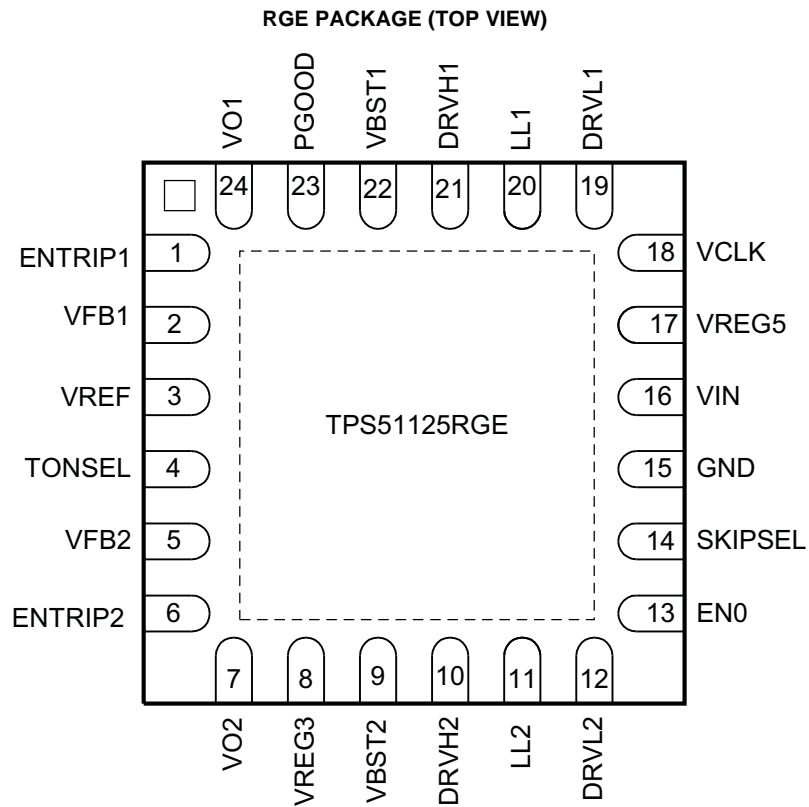 RGE PACKAGE (TOP VIEW)
VO1
PGOOD
VBST1
DRVH1
LL1
DRVL1
24
23
22
21
20
19
ENTRIP1 1
18 VCLK
VFB1 2
17 VREG5
VREF 3
16 VIN
TPS51125RGE
TONSEL 4
15 GND
VFB2 5
14 SKIPSEL
ENTRIP2 6
13 EN0
7
8
9
10
11
12
VO2
VREG3
VBST2
DRVH2
LL2
DRVL2